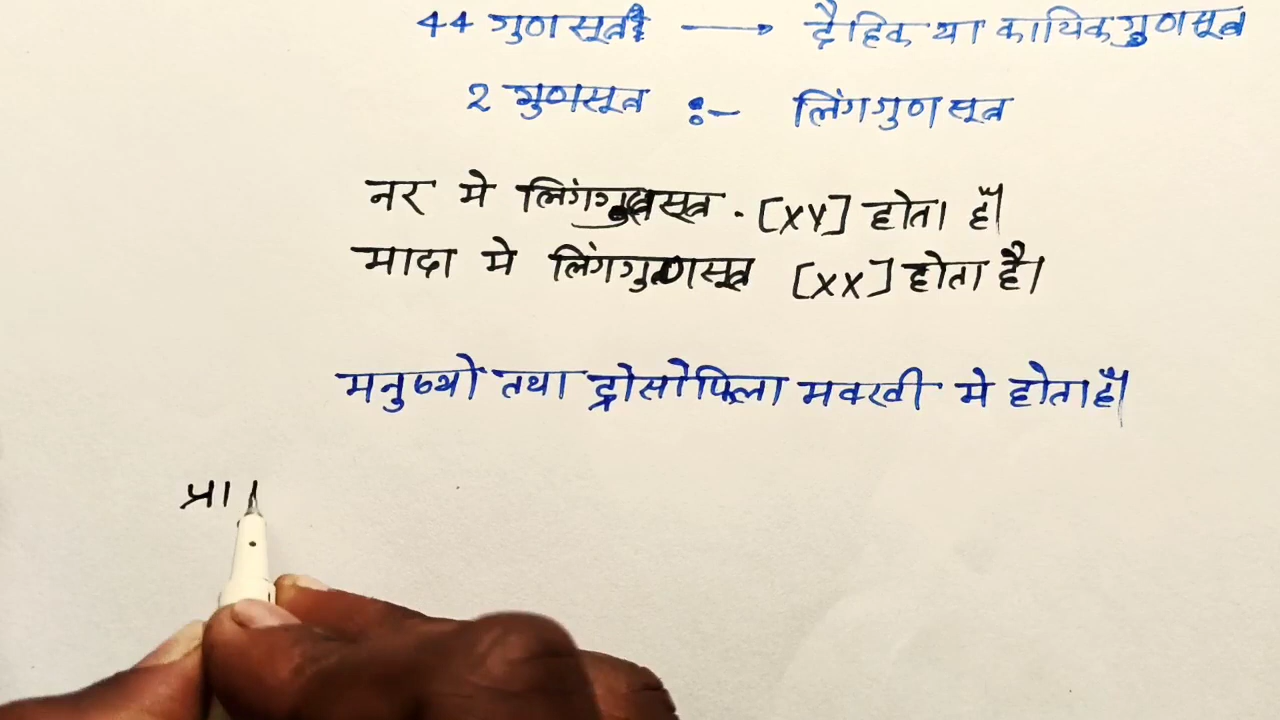 44 गुणसूत्र → दैहिक या कायिक गुणसूत्र
2 गुणसूत्र :- लिंगगुणसूत्र
नर मे लिंगगुणसूत्र . [XY] होता हैं।
मादा मे लिंगगुणसूत्र [XX] होता है।
मनुष्यो तथा द्रोसोफिला मक्खी मे होता हैं।
प्रा